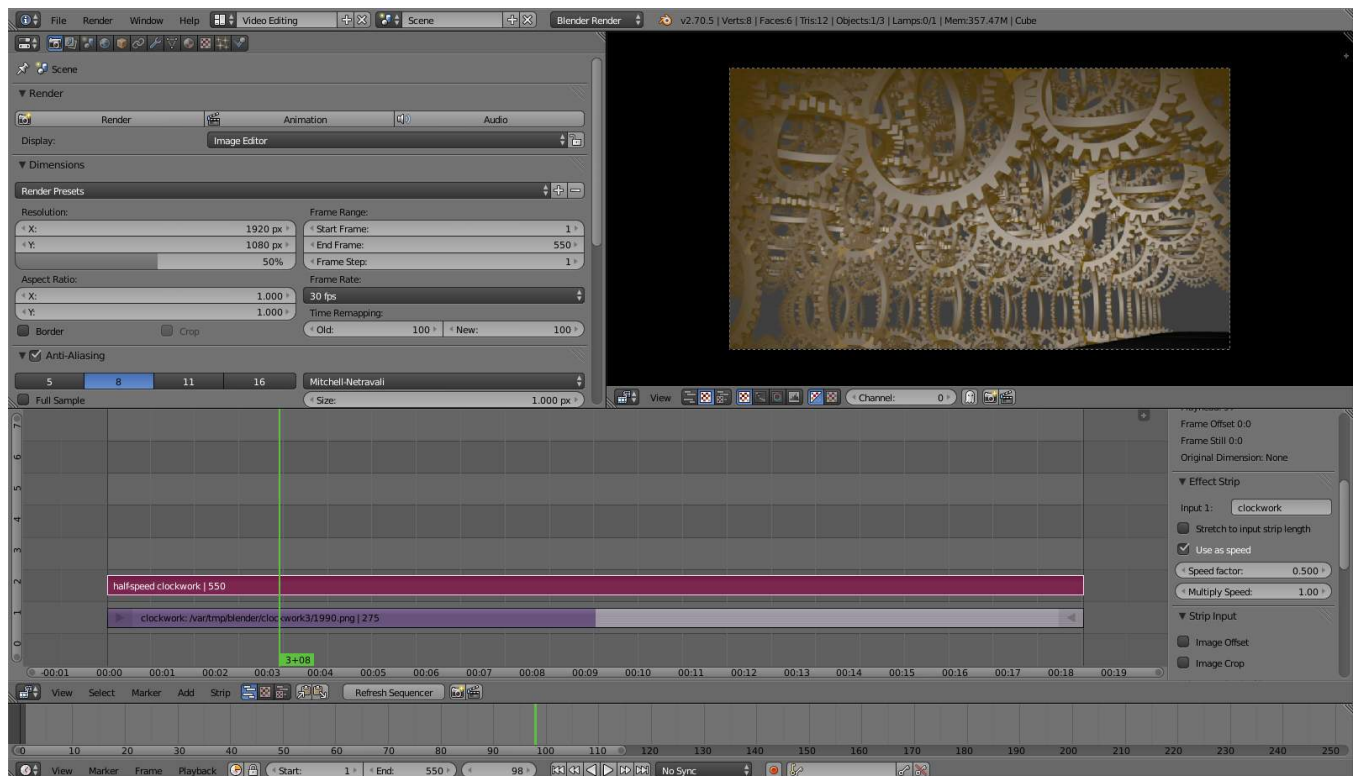 File Render Window Help Video Editing Scene Blender Render v2.70.5 | Verts:8 | Faces:6 | Tris:12 | Objects:1/3 | Lamps:0/1 | Mem:357.47M | Cube
Scene
Render
Render Animation Audio
Display: Image Editor
Dimensions
Render Presets
Resolution: Frame Range:
X: 1920 px Start Frame: 1
Y: 1080 px End Frame: 550
50% Frame Step: 1
Aspect Ratio: Frame Rate:
X: 1.000 30 fps
Y: 1.000 Time Remapping:
Border Crop Old: 100 New: 100
Anti-Aliasing
5 8 11 16 Mitchell-Netravali
Full Sample Size: 1.000 px
View Channel: 0
Frame Offset 0:0
Frame Still 0:0
Original Dimension: None
Effect Strip
Input 1: clockwork
Stretch to input strip length
Use as speed
Speed factor: 0.500
Multiply Speed: 1.00
Strip Input
Image Offset
Image Crop
7
6
5
4
3
2
1
0
half-speed clockwork | 550
clockwork: /var/tmp/blender/clockwork3/1990.png | 275
3+08
-00:01 00:00 00:01 00:02 00:03 00:04 00:05 00:06 00:07 00:08 00:09 00:10 00:11 00:12 00:13 00:14 00:15 00:16 00:17 00:18 00:19
View Select Marker Add Strip Refresh Sequencer
0 10 20 30 40 50 60 70 80 90 100 110 120 130 140 150 160 170 180 190 200 210 220 230 240 250
View Marker Frame Playback Start: 1 End: 550 98 No Sync